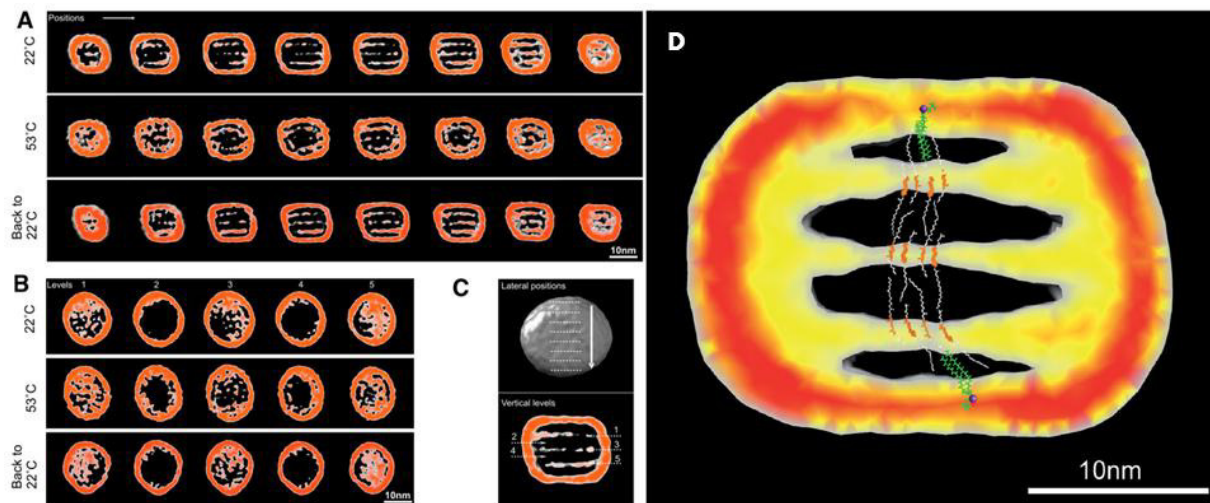 A
Positions
22°C
53°C
Back to
22°C
10nm
B
Levels 1 2 3 4 5
22°C
53°C
Back to
22°C
10nm
C
Lateral positions
Vertical levels
2 1
4 3
5
D
10nm